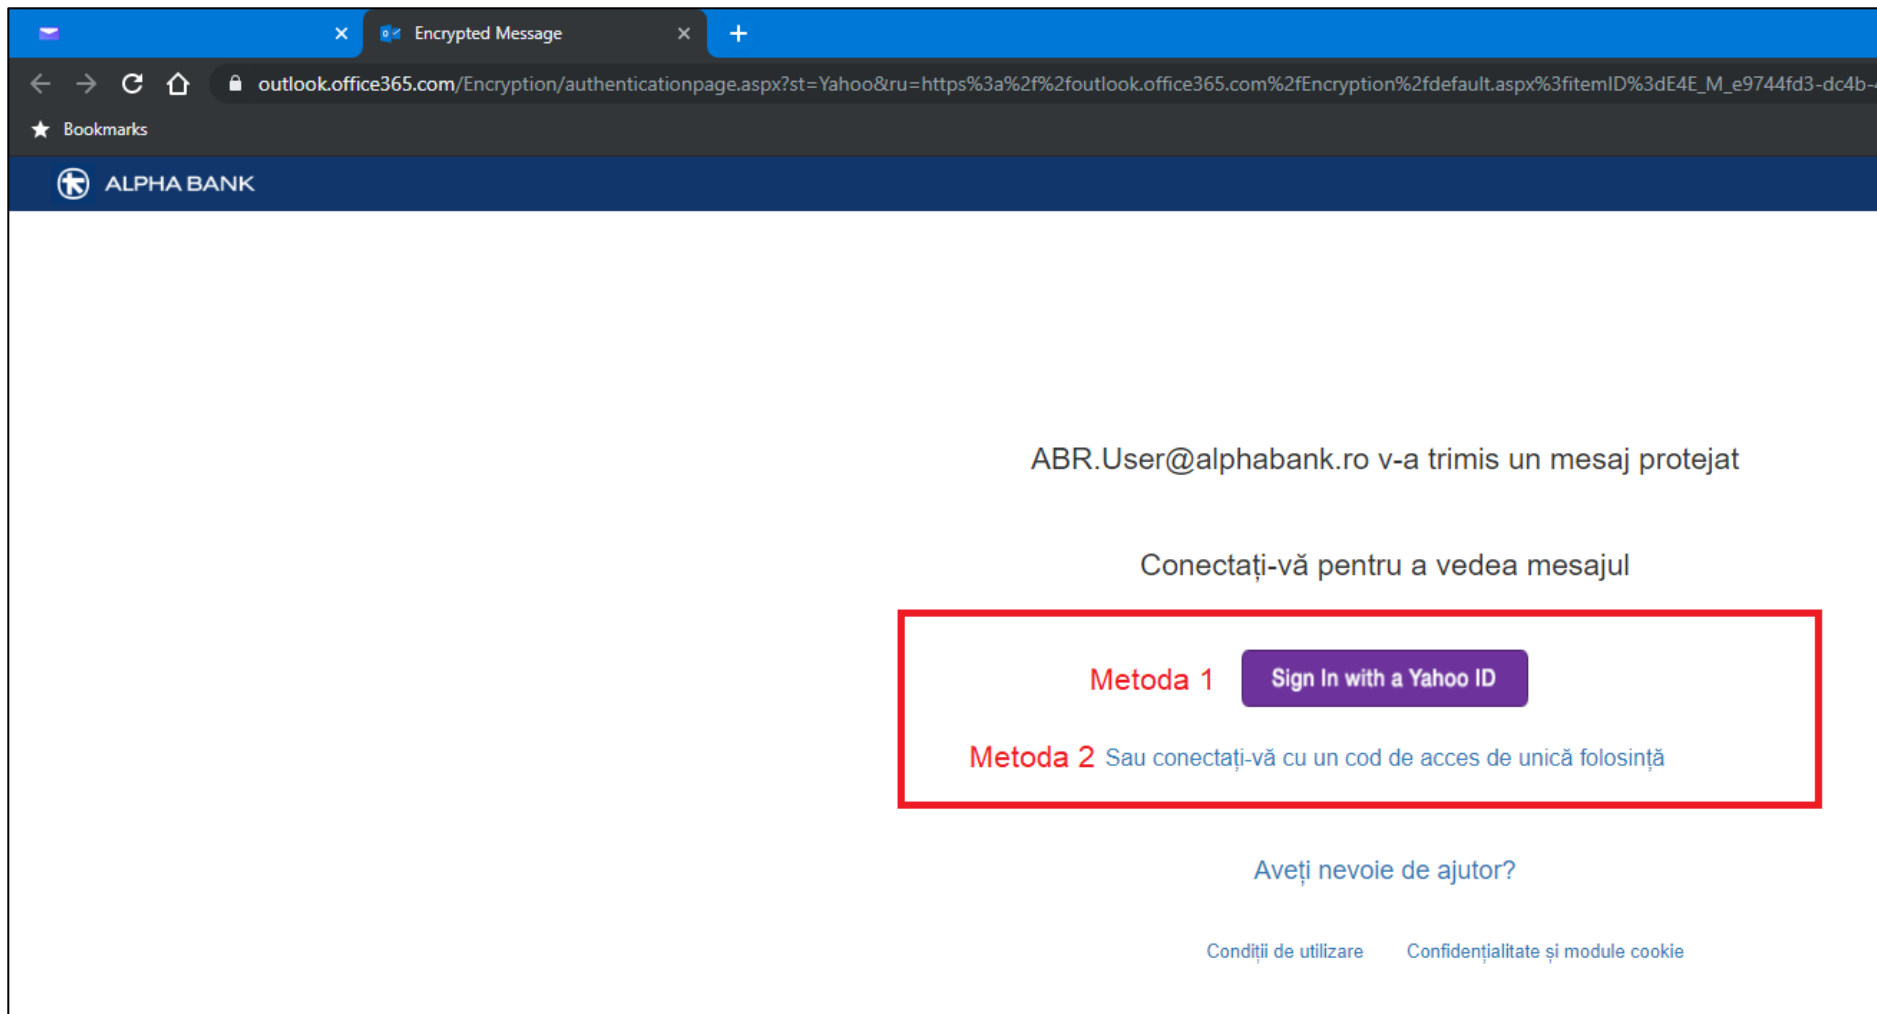 Encrypted Message
outlook.office365.com/Encryption/authenticationpage.aspx?st=Yahoo&ru=https%3a%2f%2foutlook.office365.com%2fEncryption%2fdefault.aspx%3fitemID%3dE4E_M_e9744fd3-dc4b-
Bookmarks
ALPHA BANK
ABR.User@alphabank.ro v-a trimis un mesaj protejat
Conectați-vă pentru a vedea mesajul
Metoda 1 Sign In with a Yahoo ID
Metoda 2 Sau conectați-vă cu un cod de acces de unică folosință
Aveți nevoie de ajutor?
Condiții de utilizare Confidențialitate și module cookie